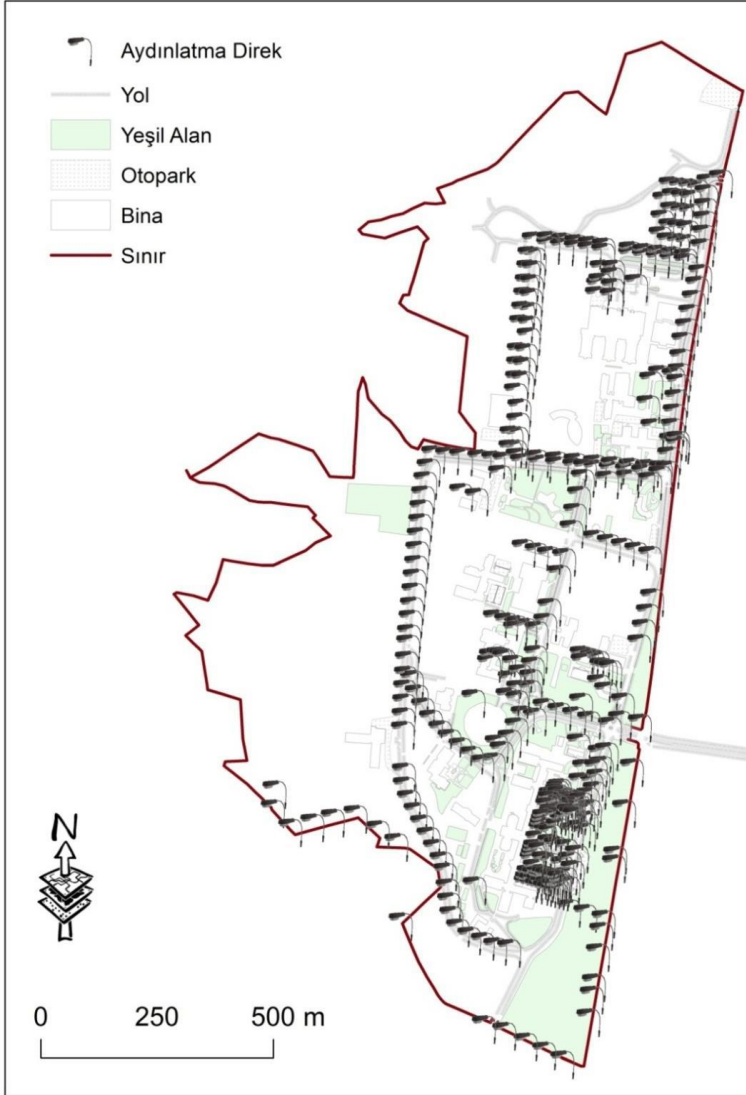 Aydınlatma Direk
Yol
Yeşil Alan
Otopark
Bina
Sınır
N
0 250 500 m